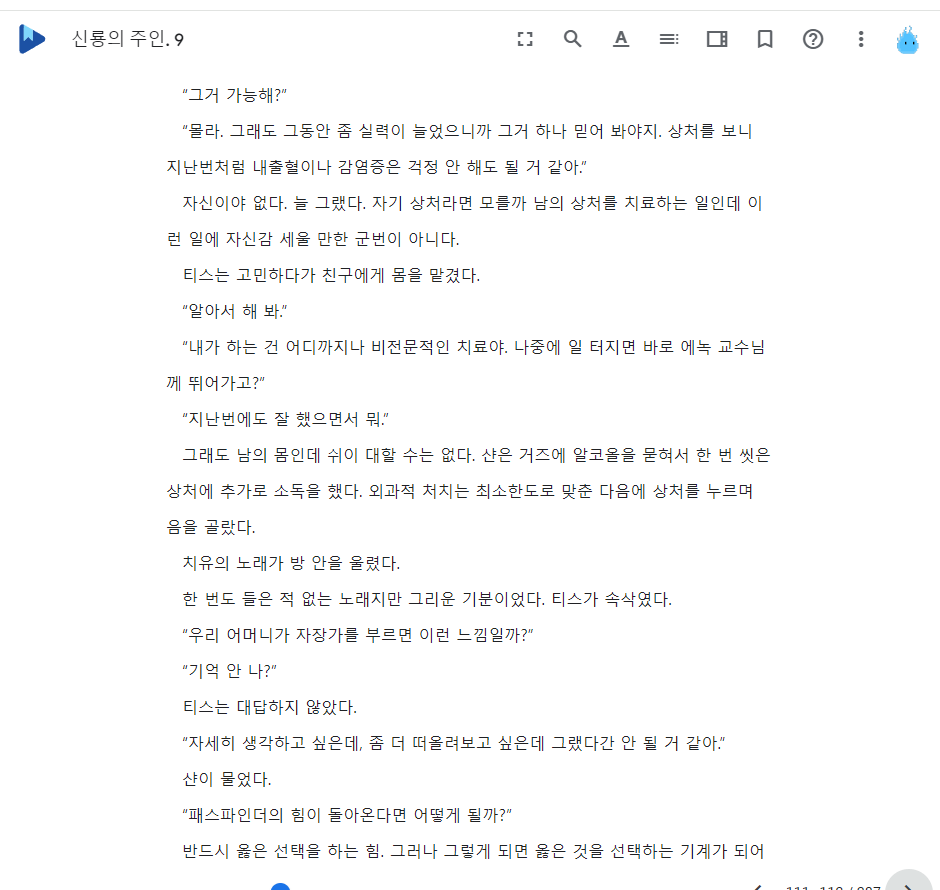 신룡의 주인. 9
“그거 가능해?”
“몰라. 그래도 그동안 좀 실력이 늘었으니까 그거 하나 믿어 봐야지. 상처를 보니
지난번처럼 내출혈이나 감염증은 걱정 안 해도 될 거 같아.”
자신이야 없다. 늘 그랬다. 자기 상처라면 모를까 남의 상처를 치료하는 일인데 이
런 일에 자신감 세울 만한 군번이 아니다.
티스는 고민하다가 친구에게 몸을 맡겼다.
“알아서 해 봐.”
“내가 하는 건 어디까지나 비전문적인 치료야. 나중에 일 터지면 바로 에녹 교수님
께 뛰어가고?”
“지난번에도 잘 했으면서 뭐.”
그래도 남의 몸인데 쉬이 대할 수는 없다. 샨은 거즈에 알코올을 묻혀서 한 번 씻은
상처에 추가로 소독을 했다. 외과적 처치는 최소한도로 맞춘 다음에 상처를 누르며
음을 골랐다.
치유의 노래가 방 안을 울렸다.
한 번도 들은 적 없는 노래지만 그리운 기분이었다. 티스가 속삭였다.
“우리 어머니가 자장가를 부르면 이런 느낌일까?”
“기억 안 나?”
티스는 대답하지 않았다.
“자세히 생각하고 싶은데, 좀 더 떠올려보고 싶은데 그랬다간 안 될 거 같아.”
샨이 물었다.
“패스파인더의 힘이 돌아온다면 어떻게 될까?”
반드시 옳은 선택을 하는 힘. 그러나 그렇게 되면 옳은 것을 선택하는 기계가 되어